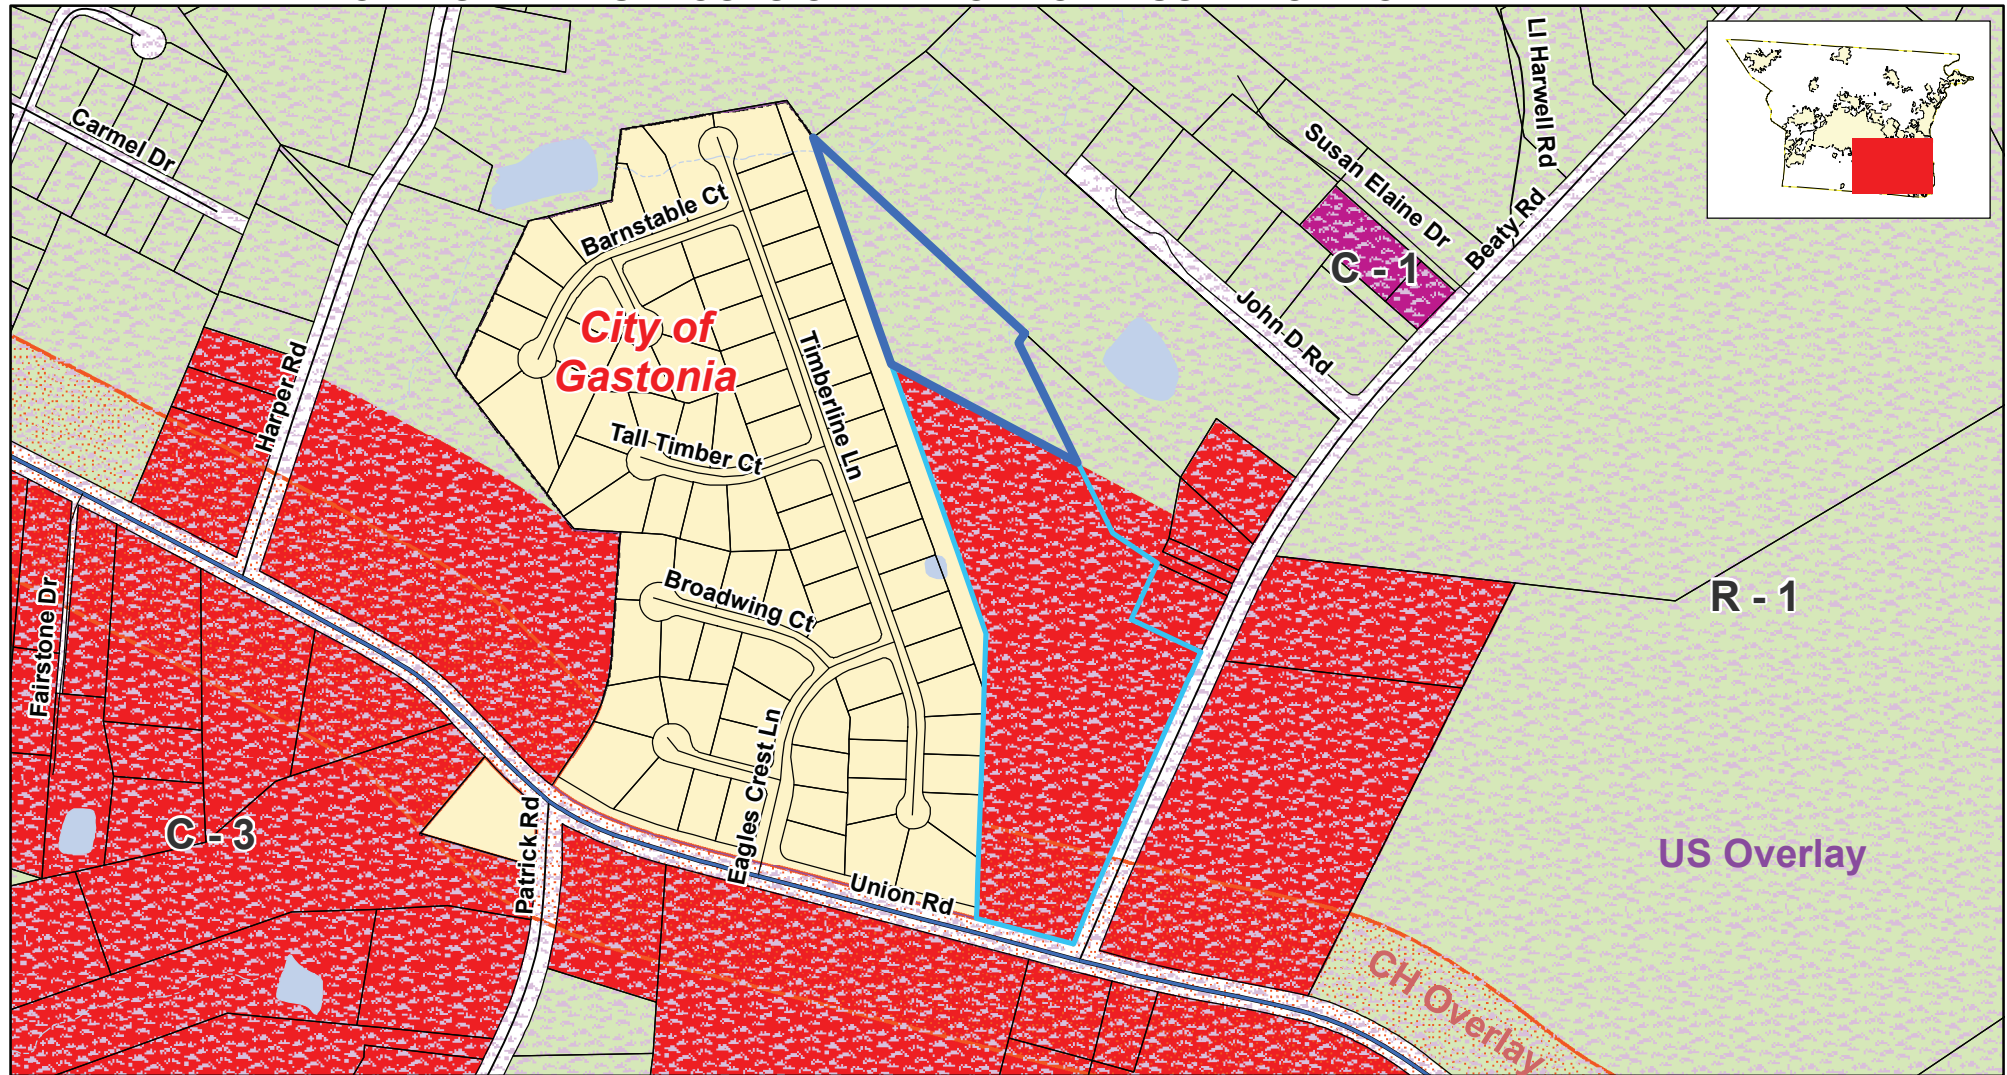 Ll Harwell Rd
Carmel Dr
Susan Elaine Dr
Barnstable Ct
Beaty Rd
C - 1
City of
Gastonia
John D Rd
Timberline Ln
Harper Rd
Tall Timber Ct
Broadwing Ct
R - 1
Fairstone Dr
Eagles Crest Ln
C - 3
Patrick Rd
US Overlay
Union Rd
CH Overlay